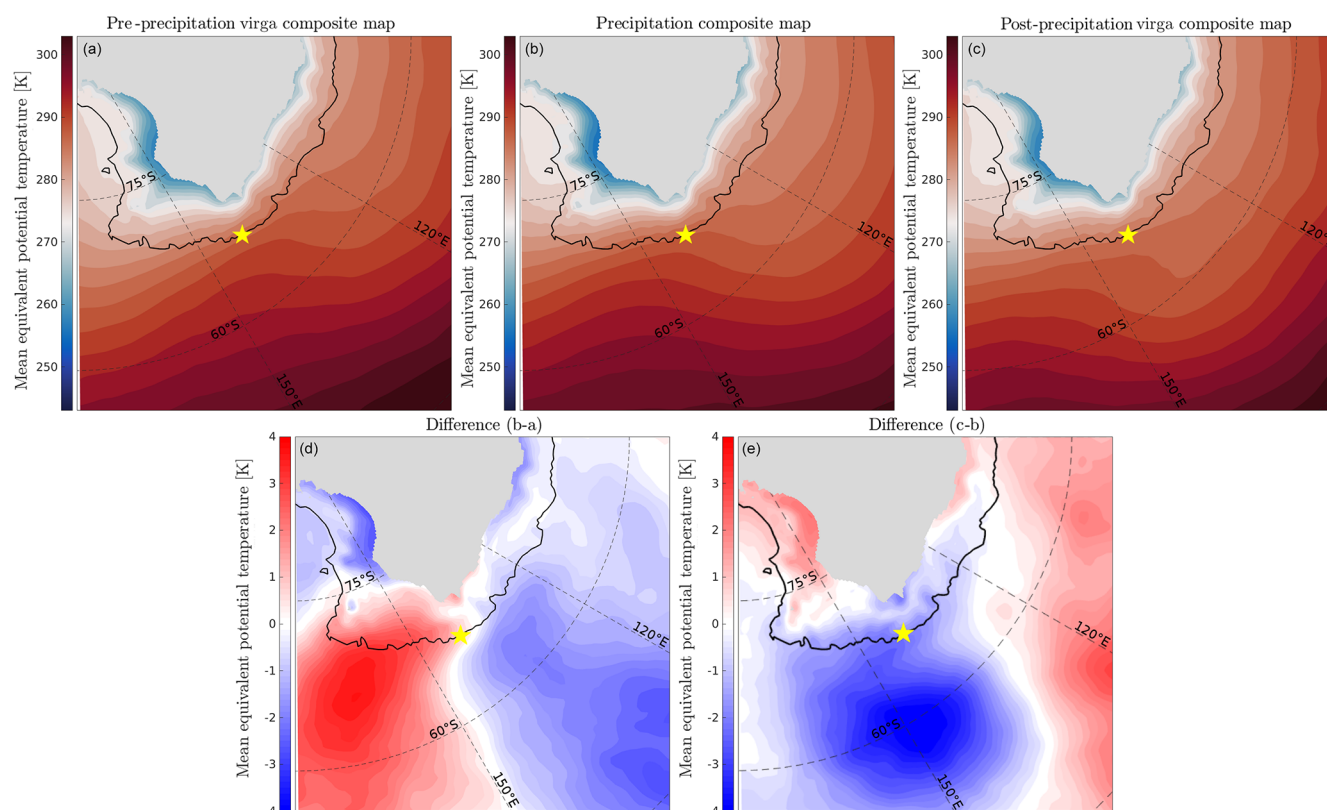 Pre-precipitation virga composite map
Precipitation composite map
Post-precipitation virga composite map
(a)
(b)
(c)
Mean equivalent potential temperature [K]
300
290
280
270
260
250
75°S
60°S
120°E
150°E
Mean equivalent potential temperature [K]
300
290
280
270
260
250
75°S
60°S
120°E
150°E
Mean equivalent potential temperature [K]
300
290
280
270
260
250
75°S
60°S
120°E
150°E
Difference (b-a)
Difference (c-b)
(d)
(e)
Mean equivalent potential temperature [K]
4
3
2
1
0
-1
-2
-3
75°S
60°S
120°E
150°E
Mean equivalent potential temperature [K]
4
3
2
1
0
-1
-2
-3
75°S
60°S
120°E
150°E